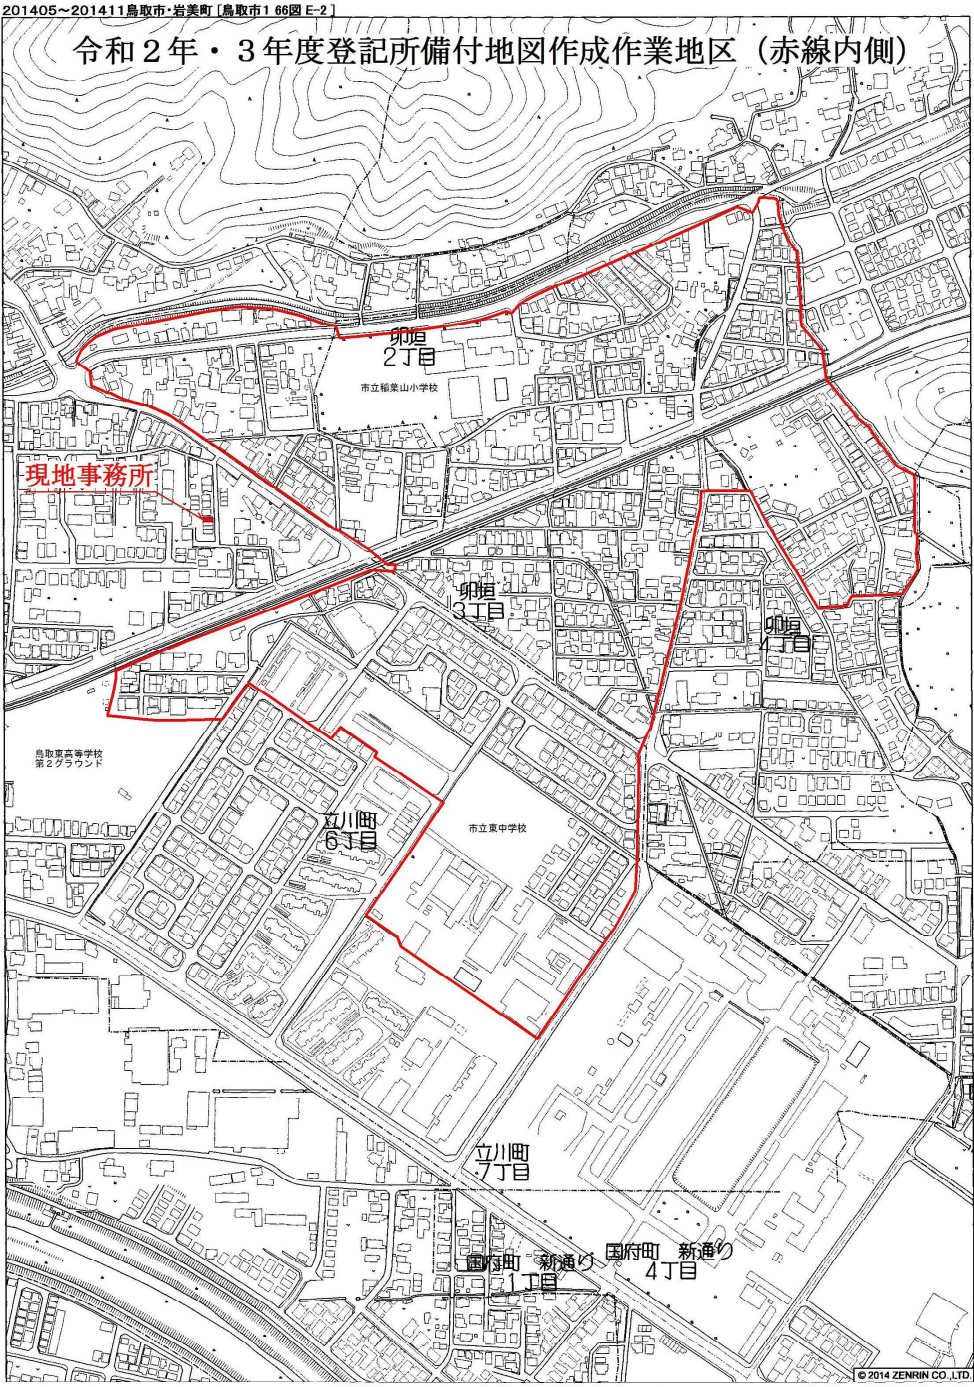 201405～201411鳥取市・岩美町 [鳥取市1 66図 E-2 ]
令和２年・３年度登記所備付地図作成作業地区（赤線内側）
卯垣
2丁目
市立稲葉山小学校
現地事務所
卯垣
3丁目
卯垣
4丁目
鳥取東高等学校
第2グラウンド
立川町
6丁目
市立東中学校
立川町
7丁目
国府町　新通り
1丁目
国府町　新通り
4丁目
© 2014 ZENRIN CO.,LTD.